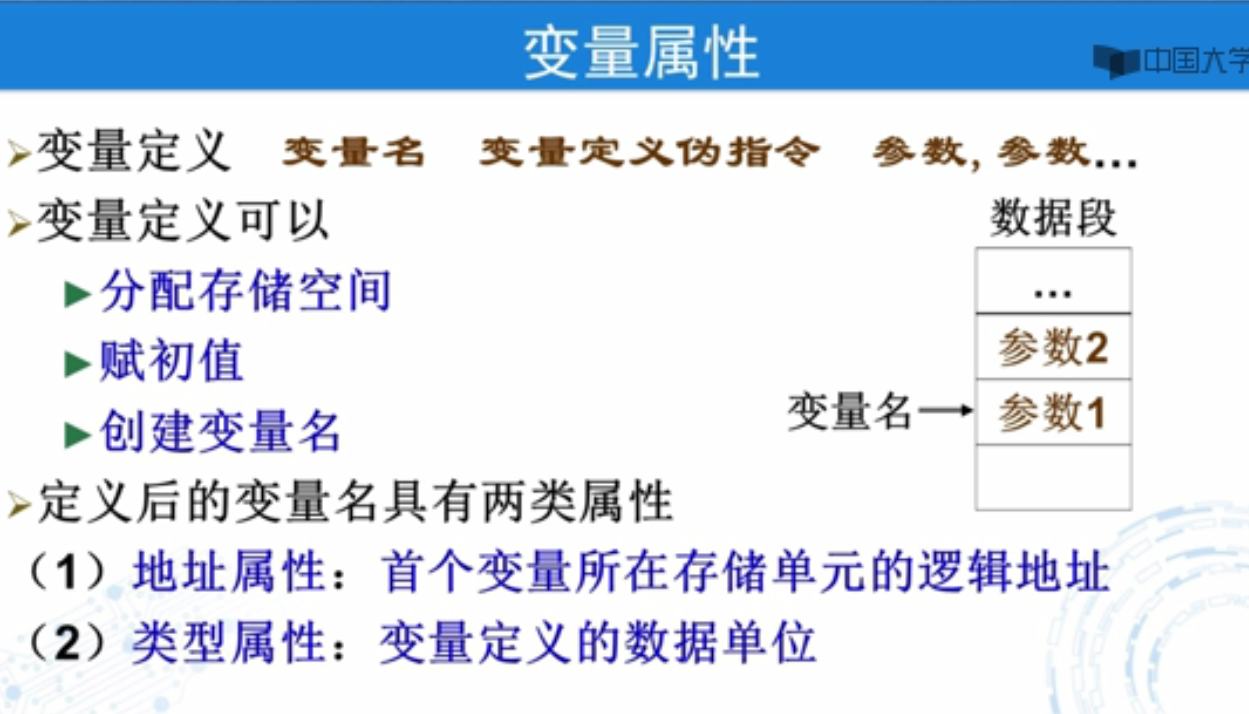 变量属性
中国大学
➢变量定义 变量名 变量定义伪指令 参数, 参数...
➢变量定义可以
►分配存储空间
►赋初值
►创建变量名
数据段
...
参数2
变量名→参数1
➢定义后的变量名具有两类属性
（1）地址属性：首个变量所在存储单元的逻辑地址
（2）类型属性：变量定义的数据单位